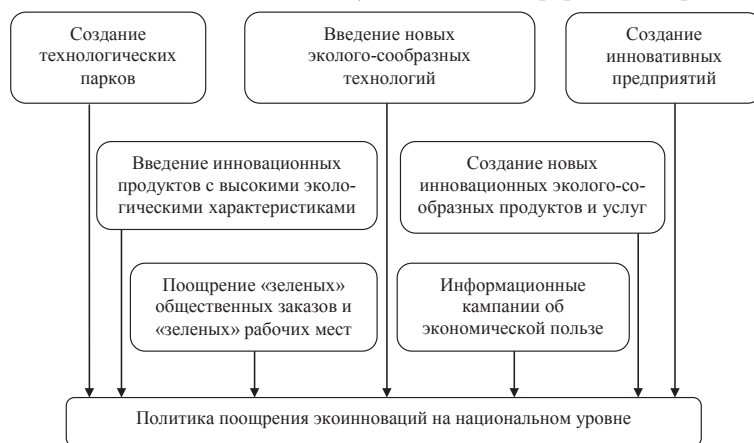 Создание
технологических
парков
Введение новых
эколого-сообразных
технологий
Создание
инновативных
предприятий
Введение инновационных
продуктов с высокими эколо-
гическими характеристиками
Создание новых
инновационных эколого-со-
образных продуктов и услуг
Поощрение «зеленых»
общественных заказов и
«зеленых» рабочих мест
Информационные
кампании об
экономической пользе
Политика поощрения экоинноваций на национальном уровне